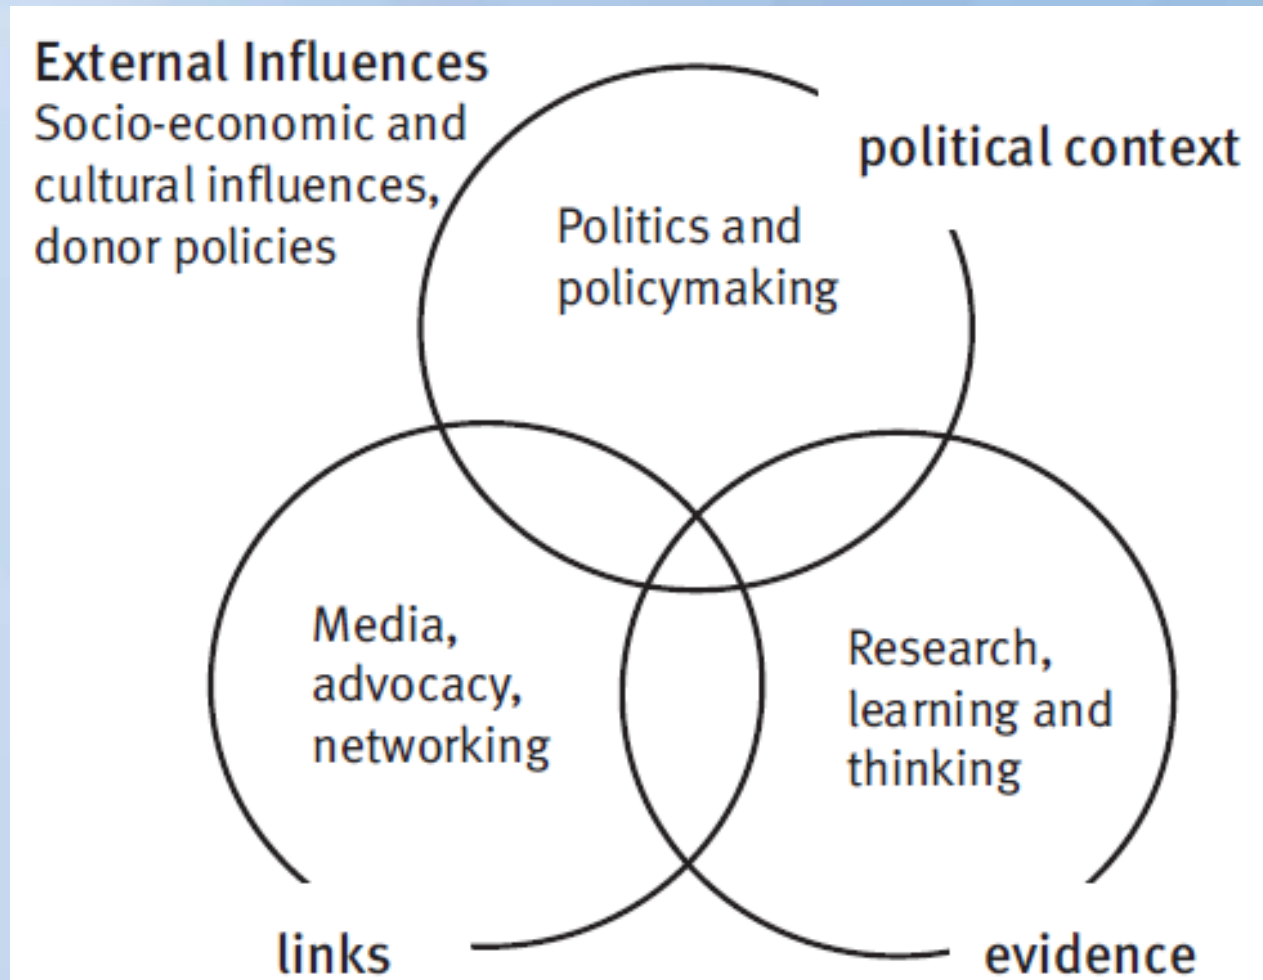 External Influences
Socio-economic and
cultural influences,
donor policies
political context
Politics and
policymaking
Media,
advocacy,
networking
Research,
learning and
thinking
links
evidence